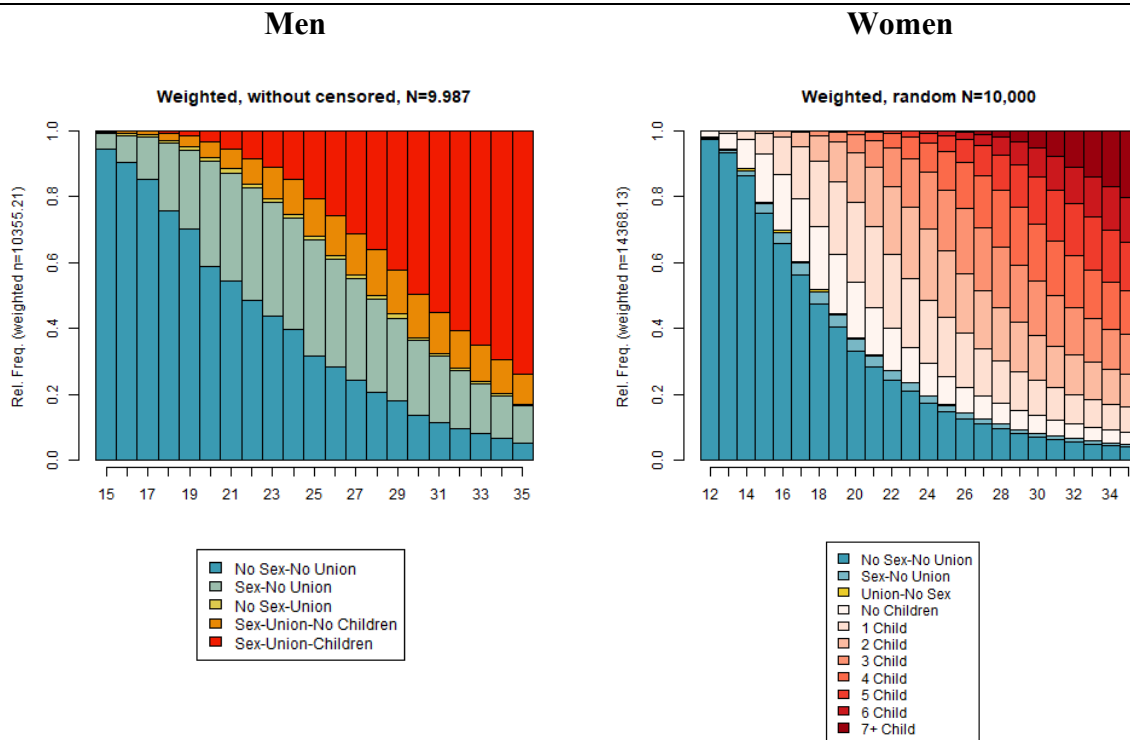 Men
Women
Weighted, without censored, N=9.987
Weighted, random N=10,000
Rel. Freq. (weighted n=10355.21)
0.0 0.2 0.4 0.6 0.8 1.0
15 17 19 21 23 25 27 29 31 33 35
No Sex-No Union
Sex-No Union
No Sex-Union
Sex-Union-No Children
Sex-Union-Children
Rel. Freq. (weighted n=14368.13)
0.0 0.2 0.4 0.6 0.8 1.0
12 14 16 18 20 22 24 26 28 30 32 34
No Sex-No Union
Sex-No Union
Union-No Sex
No Children
1 Child
2 Child
3 Child
4 Child
5 Child
6 Child
7+ Child